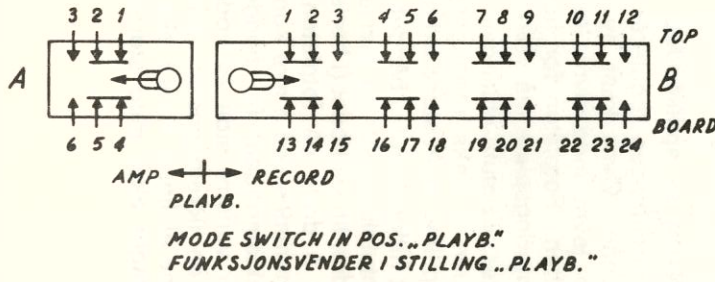 3 2 1 1 2 3 4 5 6 7 8 9 10 11 12
TOP
A B
BOARD
6 5 4 13 14 15 16 17 18 19 20 21 22 23 24
AMP RECORD
PLAYB.
MODE SWITCH IN POS. „PLAYB."
FUNKSJONSVENDER I STILLING „PLAYB."